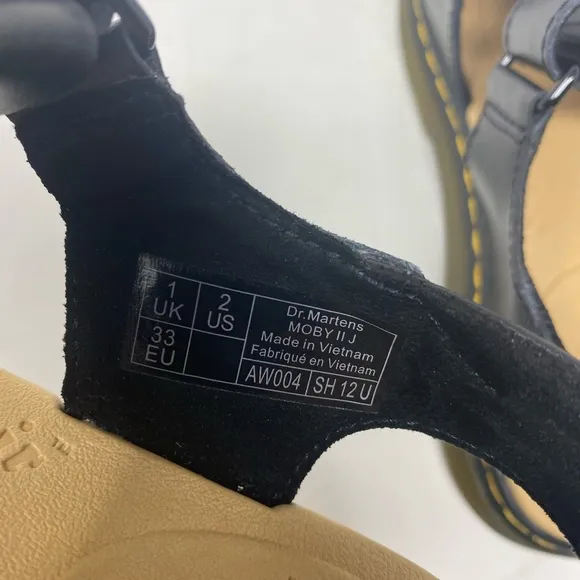 1 UK
2 US
33 EU
Dr.Martens
MOBY II J
Made in Vietnam
Fabriqué en Vietnam
AW004
SH 12 U